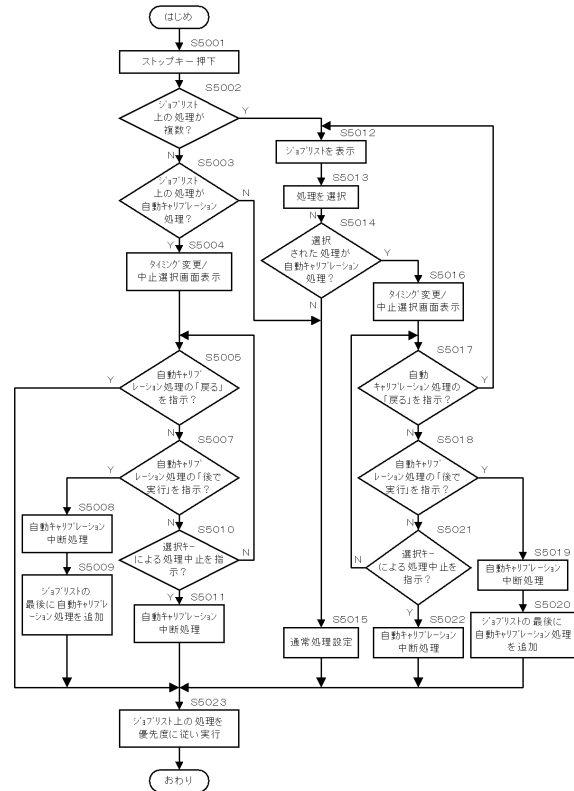 はじめ
S5001
ストップキー押下
S5002
ジョブリスト
上の処理が
複数？
Y
N
S5003
ジョブリスト
上の処理が
自動キャリブレーション
処理？
N
Y
S5004
タイミング変更/
中止選択画面表示
S5012
ジョブリストを表示
S5013
処理を選択
N
S5014
選択
された処理が
自動キャリブレーション
処理？
Y
N
S5016
タイミング変更/
中止選択画面表示
S5005
自動キャリブ
レーション処理の「戻る」
を指示？
Y
N
S5017
自動
キャリブレーション処理の
「戻る」を指示？
Y
N
S5007
自動キャリブ
レーション処理の「後で
実行」を指示？
Y
N
S5018
自動キャリブ
レーション処理の「後で
実行」を指示？
Y
N
S5008
自動キャリブレーション
中断処理
S5009
ジョブリストの
最後に自動キャリブレ
ーション処理を追加
S5010
選択キー
による処理中止を指
示？
N
Y
S5011
自動キャリブレーション
中断処理
S5021
選択キー
による処理中止を指示？
N
Y
S5019
自動キャリブレーション
中断処理
S5015
通常処理設定
S5022
自動キャリブレーション
中断処理
S5020
ジョブリストの最後に
自動キャリブレーション処理
を追加
S5023
ジョブリスト上の処理を
優先度に従い実行
おわり